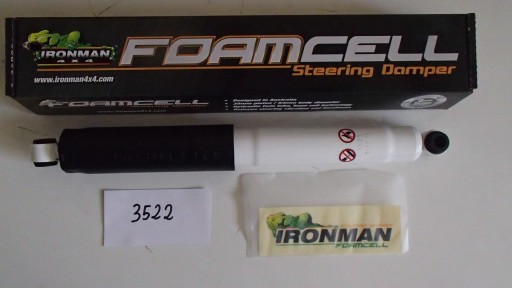 IRONMAN
4x4
www.ironman4x4.com
FOAMCELL
Steering Damper
FOAMCELL
Designed in Australia
3522
IRONMAN
FOAMCELL